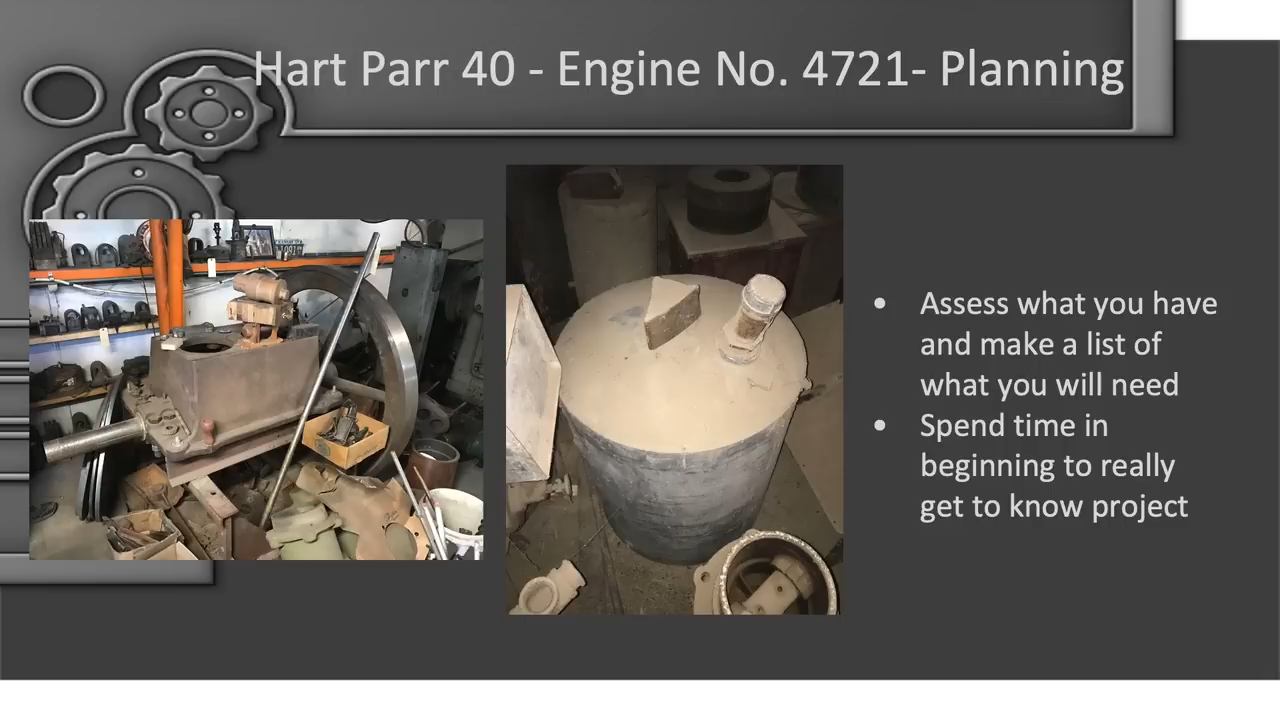 Hart Parr 40 - Engine No. 4721- Planning
• Assess what you have
and make a list of
what you will need
• Spend time in
beginning to really
get to know project